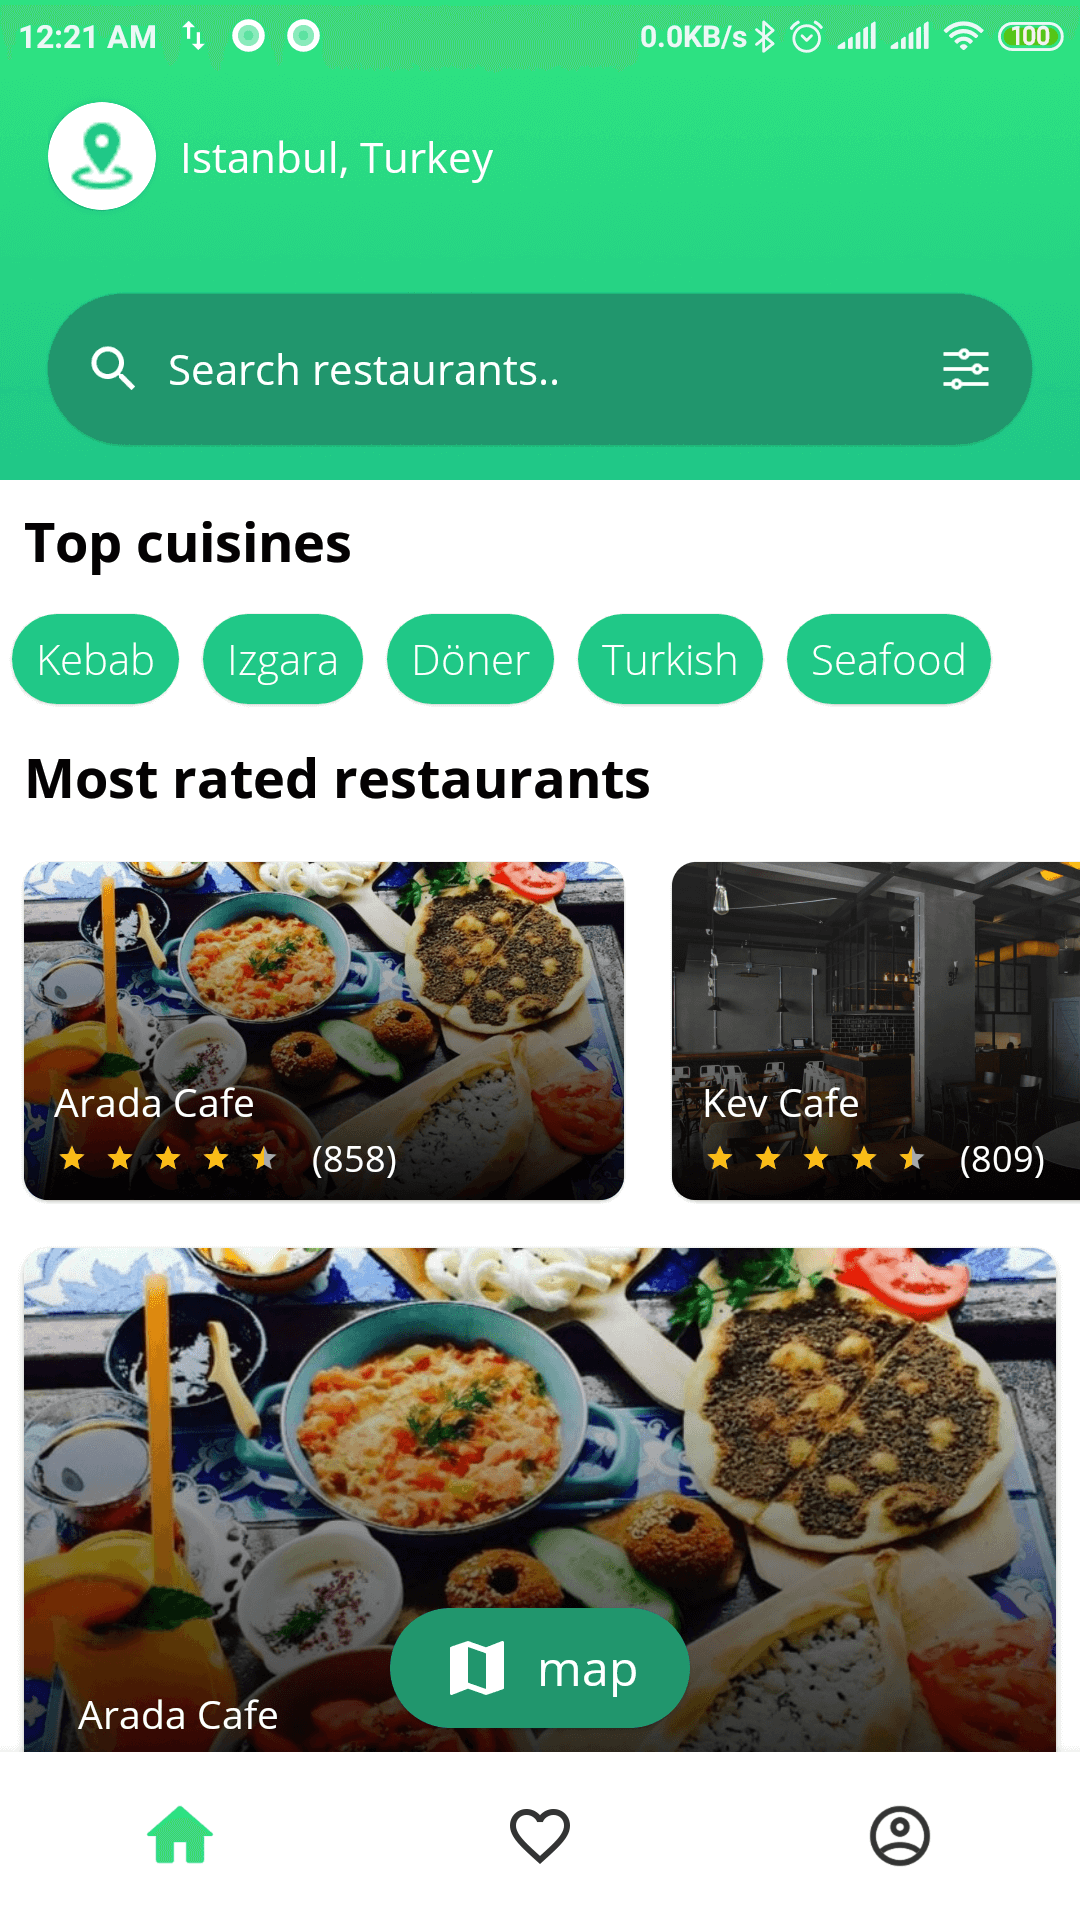 12:21 AM 0.0KB/s 100
Istanbul, Turkey
Search restaurants..
Top cuisines
Kebab Izgara Döner Turkish Seafood
Most rated restaurants
Arada Cafe Kev Cafe
(858) (809)
map
Arada Cafe